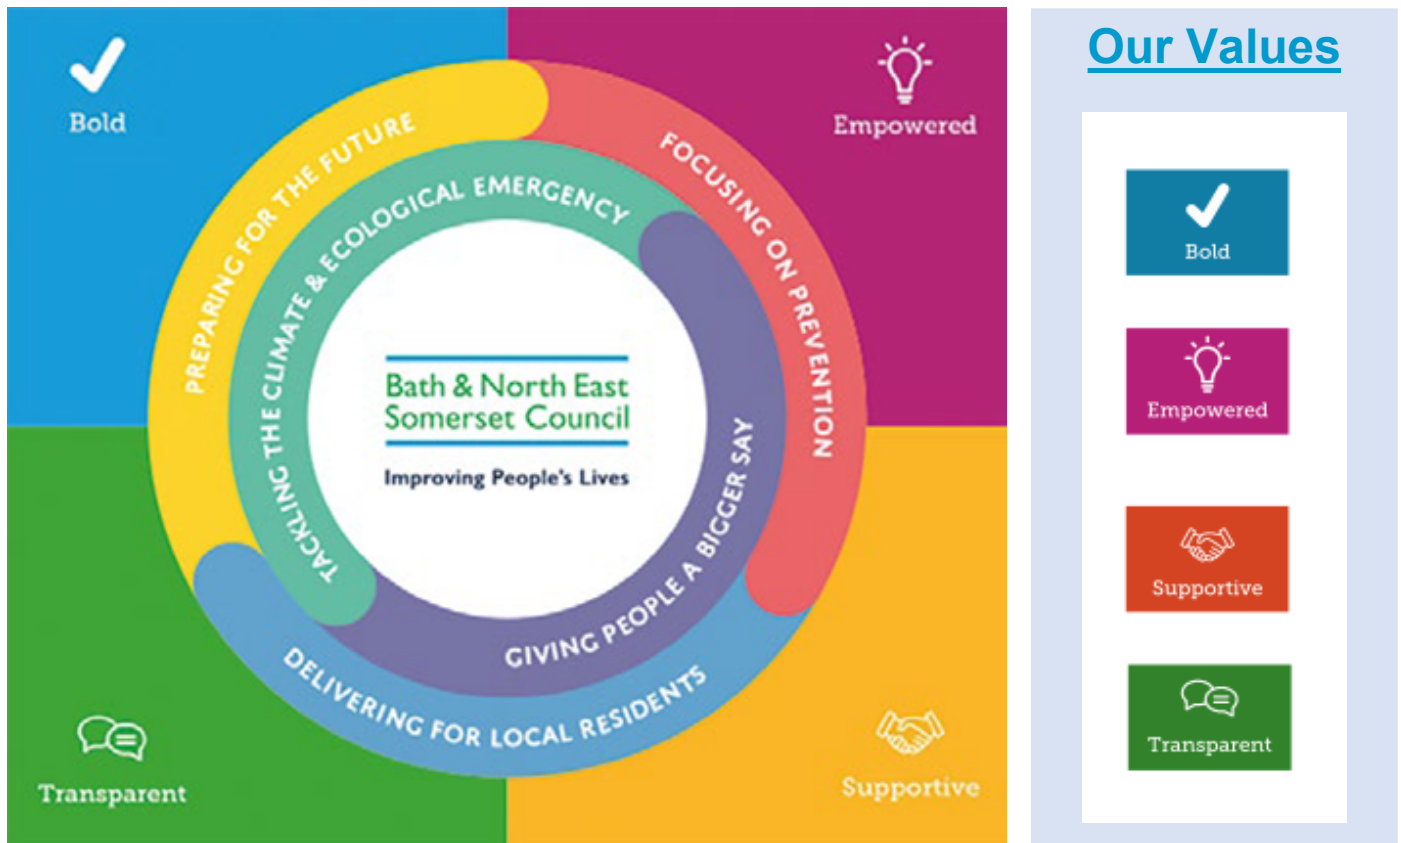 Bold
Empowered
PREPARING FOR THE FUTURE
FOCUSING ON PREVENTION
TACKLING THE CLIMATE & ECOLOGICAL EMERGENCY
Bath & North East
Somerset Council
Improving People's Lives
GIVING PEOPLE A BIGGER SAY
DELIVERING FOR LOCAL RESIDENTS
Transparent
Supportive
Our Values
Bold
Empowered
Supportive
Transparent